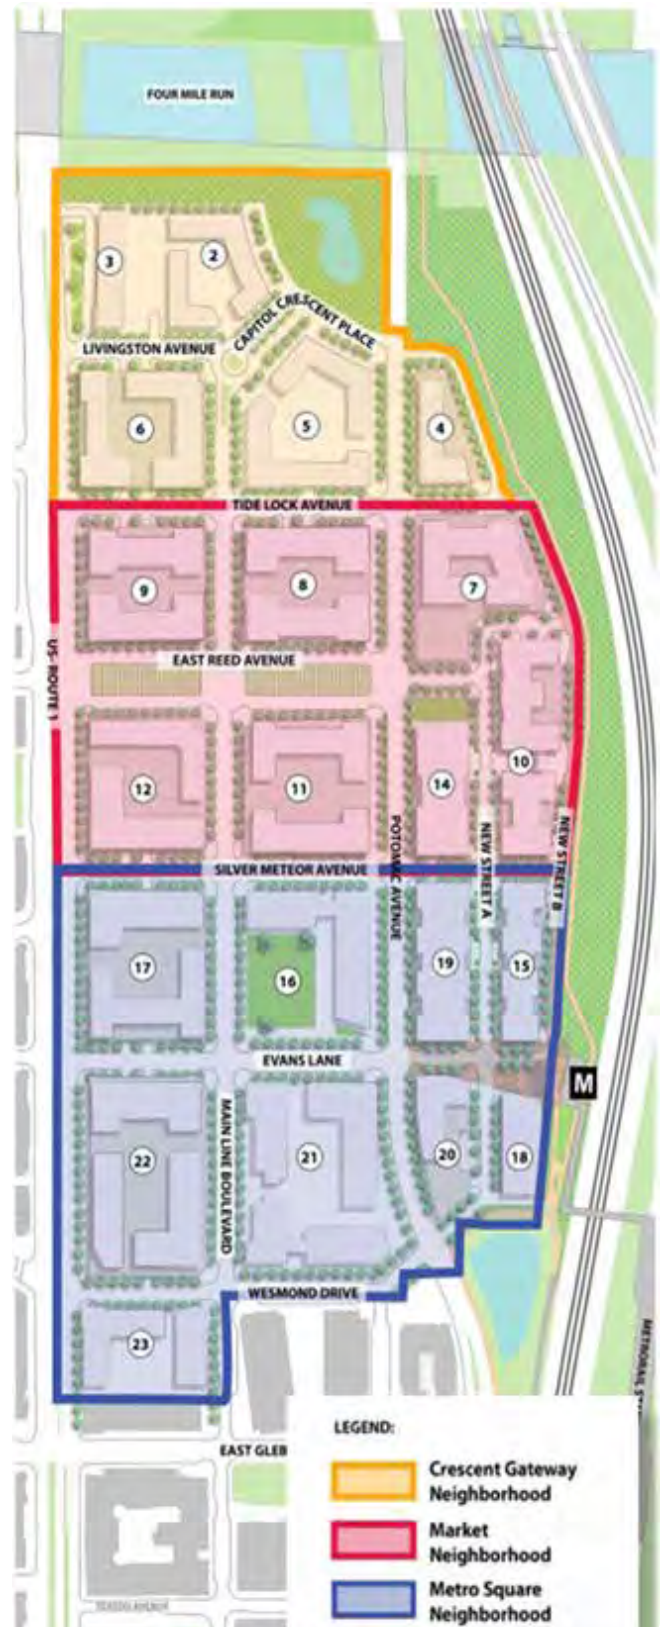 FOUR MILE RUN
3
2
CAPITOL CRESCENT PLACE
LIVINGSTON AVENUE
6
5
4
TIDE LOCK AVENUE
9
8
7
US- ROUTE 1
EAST REED AVENUE
12
11
14
10
POTOMAC AVENUE
NEW STREET A
NEW STREET B
SILVER METEOR AVENUE
17
16
19
15
EVANS LANE
M
MAIN LINE BOULEVARD
22
21
20
18
WESMOND DRIVE
23
METRORAIL
EAST GLEB
LEGEND:
Crescent Gateway
Neighborhood
Market
Neighborhood
Metro Square
Neighborhood